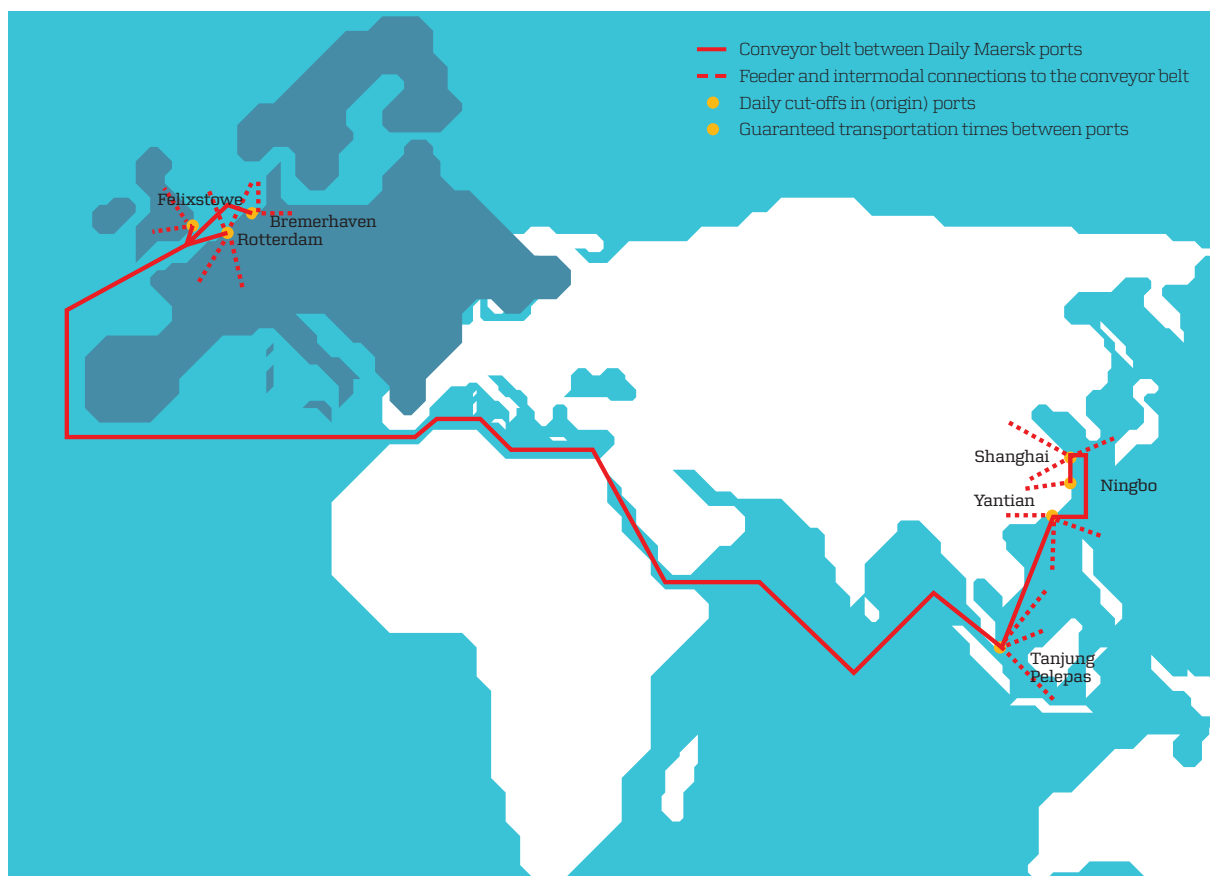 Conveyor belt between Daily Maersk ports
Feeder and intermodal connections to the conveyor belt
Daily cut-offs in (origin) ports
Guaranteed transportation times between ports
Felixstowe
Bremerhaven
Rotterdam
Shanghai
Ningbo
Yantian
Tanjung
Pelepas